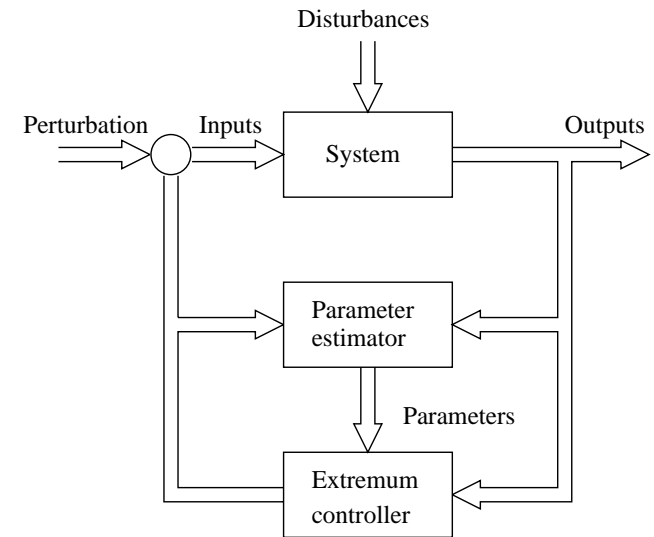 Disturbances
Perturbation
Inputs
System
Outputs
Parameter
estimator
Parameters
Extremum
controller